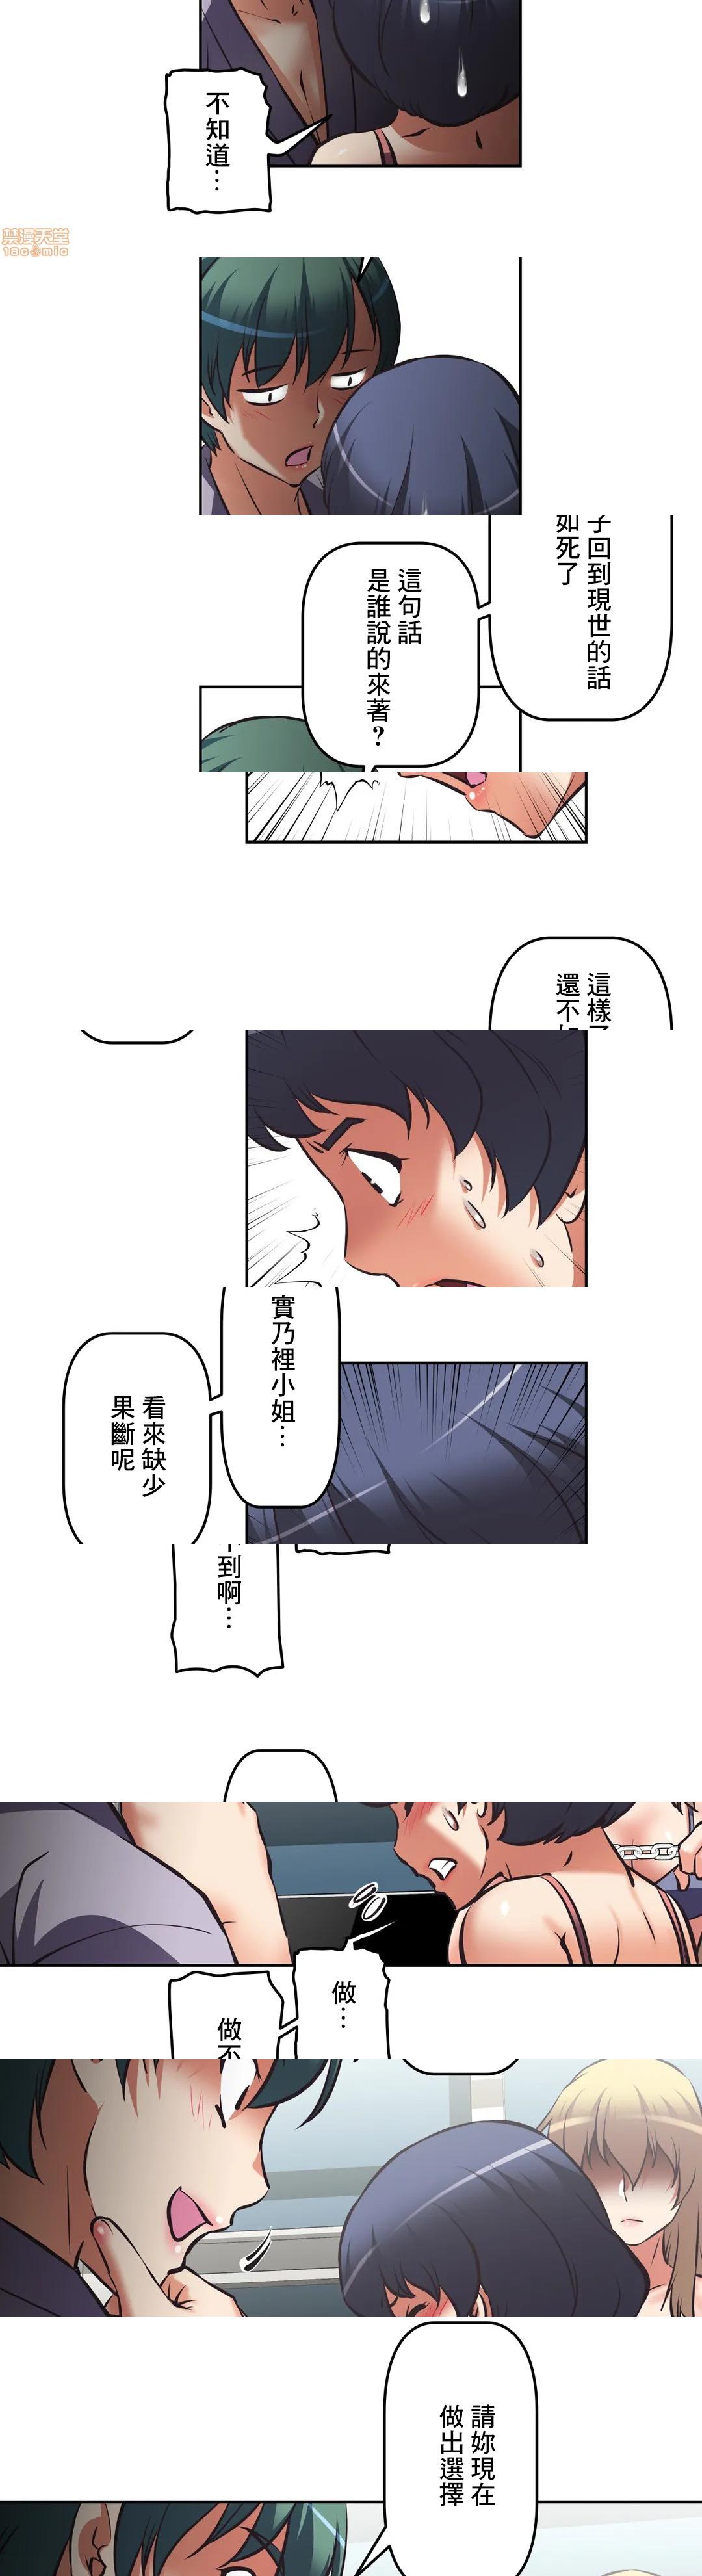 不知道…
禁漫天堂
18comic
子回到現世的話
如死了
這句話
是誰說的來著？
這樣
還不
實乃裡小姐…
看來缺少
果斷呢
到啊…
做…
做不
請妳現在
做出選擇